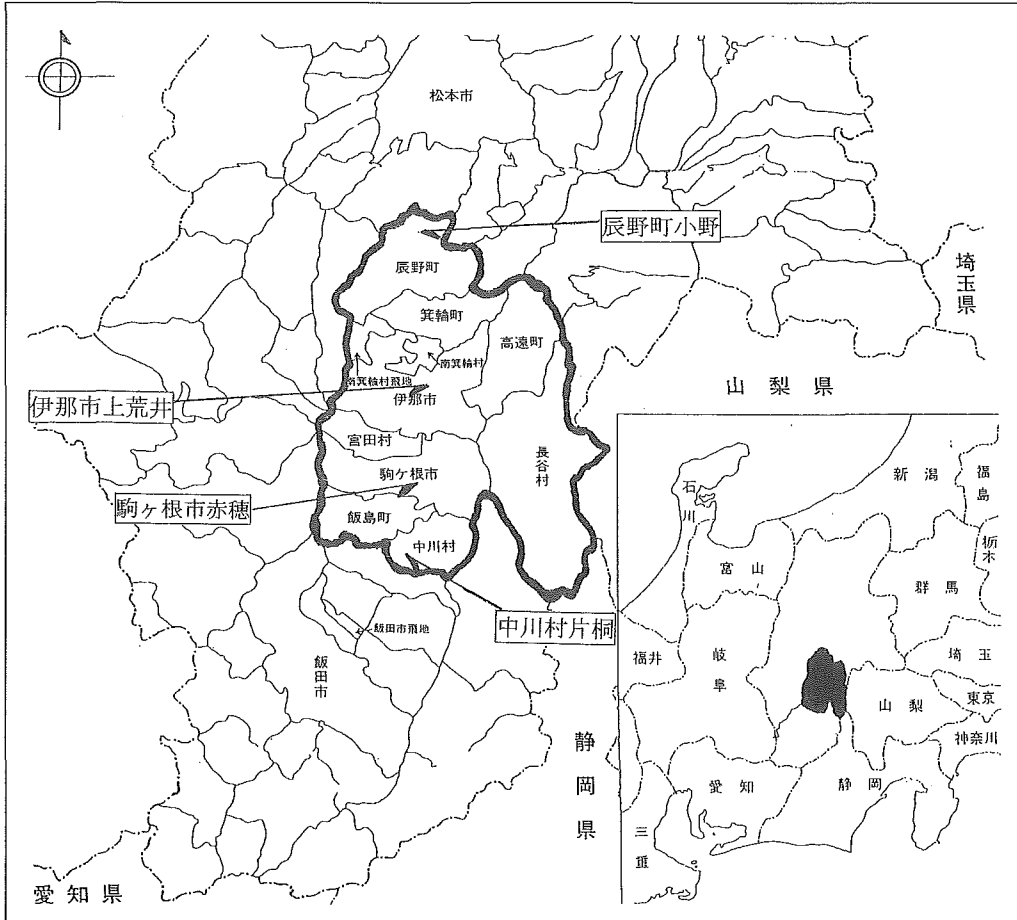 松本市
辰野町小野
辰野町
埼玉県
箕輪町
高遠町
南箕輪村
南箕輪村飛地
山梨県
伊那市上荒井
伊那市
宮田村
長谷村
駒ケ根市
駒ヶ根市赤穂
飯島町
中川村
中川村片桐
飯田市飛地
飯田市
静岡県
愛知県
石川
新潟
福島
栃木
富山
群馬
福井
岐阜
埼玉
山梨
東京
神奈川
愛知
静岡
三重